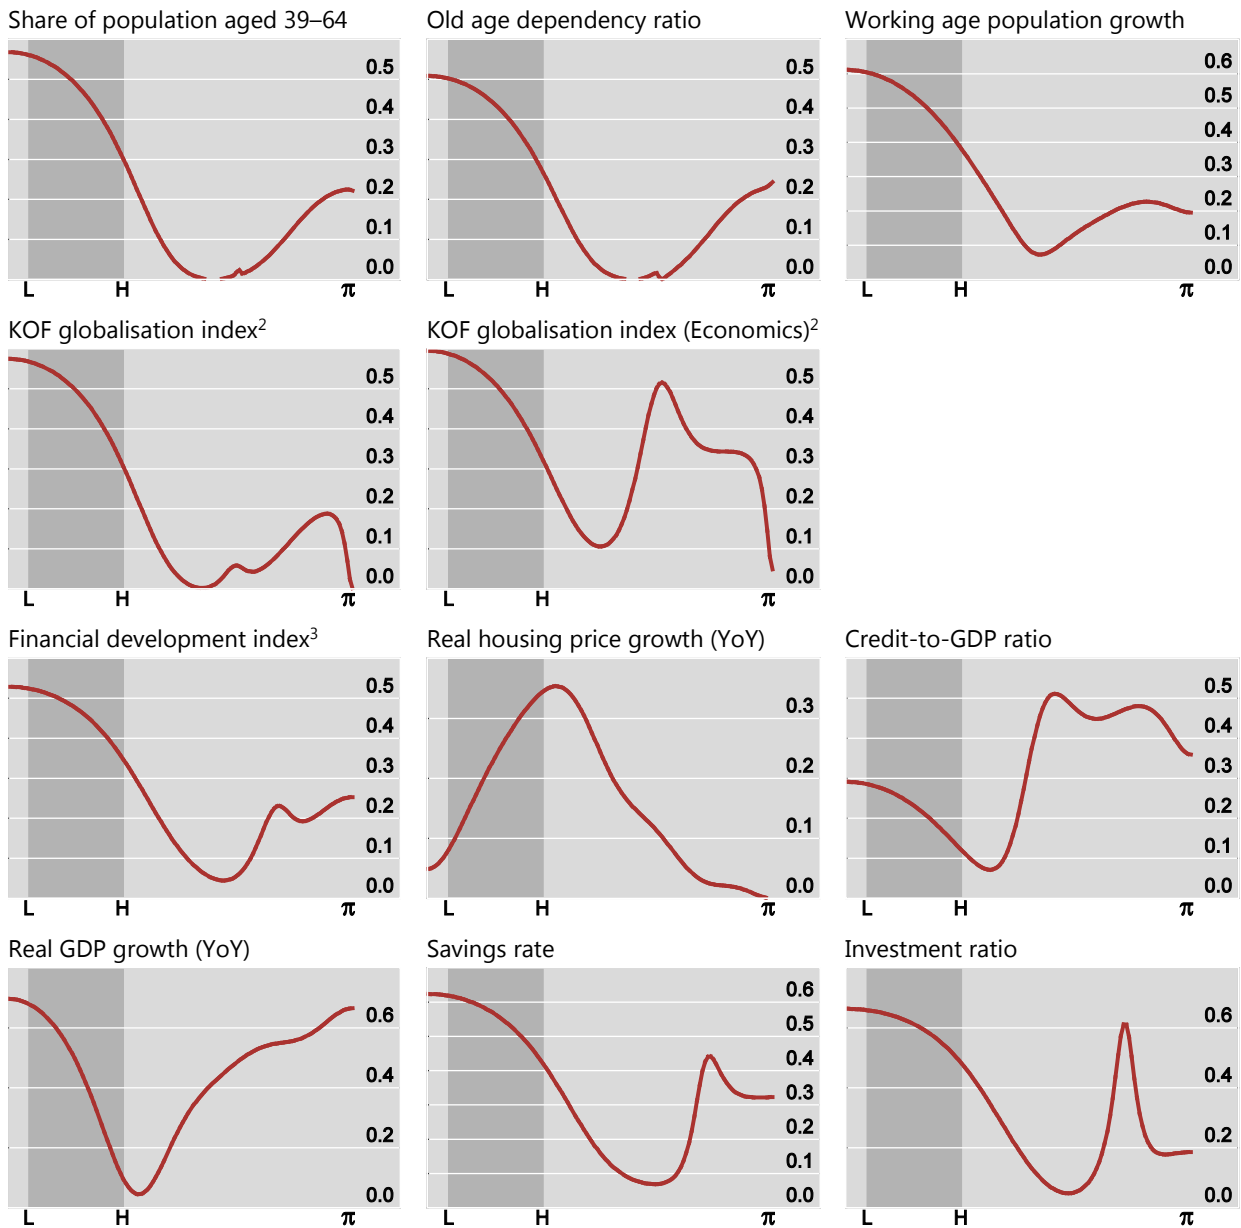 Share of population aged 39–64
Old age dependency ratio
Working age population growth
0.5
0.4
0.3
0.2
0.1
0.0
L H π
0.5
0.4
0.3
0.2
0.1
0.0
L H π
0.6
0.5
0.4
0.3
0.2
0.1
0.0
L H π
KOF globalisation index²
KOF globalisation index (Economics)²
0.5
0.4
0.3
0.2
0.1
0.0
L H π
0.5
0.4
0.3
0.2
0.1
0.0
L H π
Financial development index³
Real housing price growth (YoY)
Credit-to-GDP ratio
0.5
0.4
0.3
0.2
0.1
0.0
L H π
0.3
0.2
0.1
0.0
L H π
0.5
0.4
0.3
0.2
0.1
0.0
L H π
Real GDP growth (YoY)
Savings rate
Investment ratio
0.6
0.4
0.2
0.0
L H π
0.6
0.5
0.4
0.3
0.2
0.1
0.0
L H π
0.6
0.4
0.2
0.0
L H π